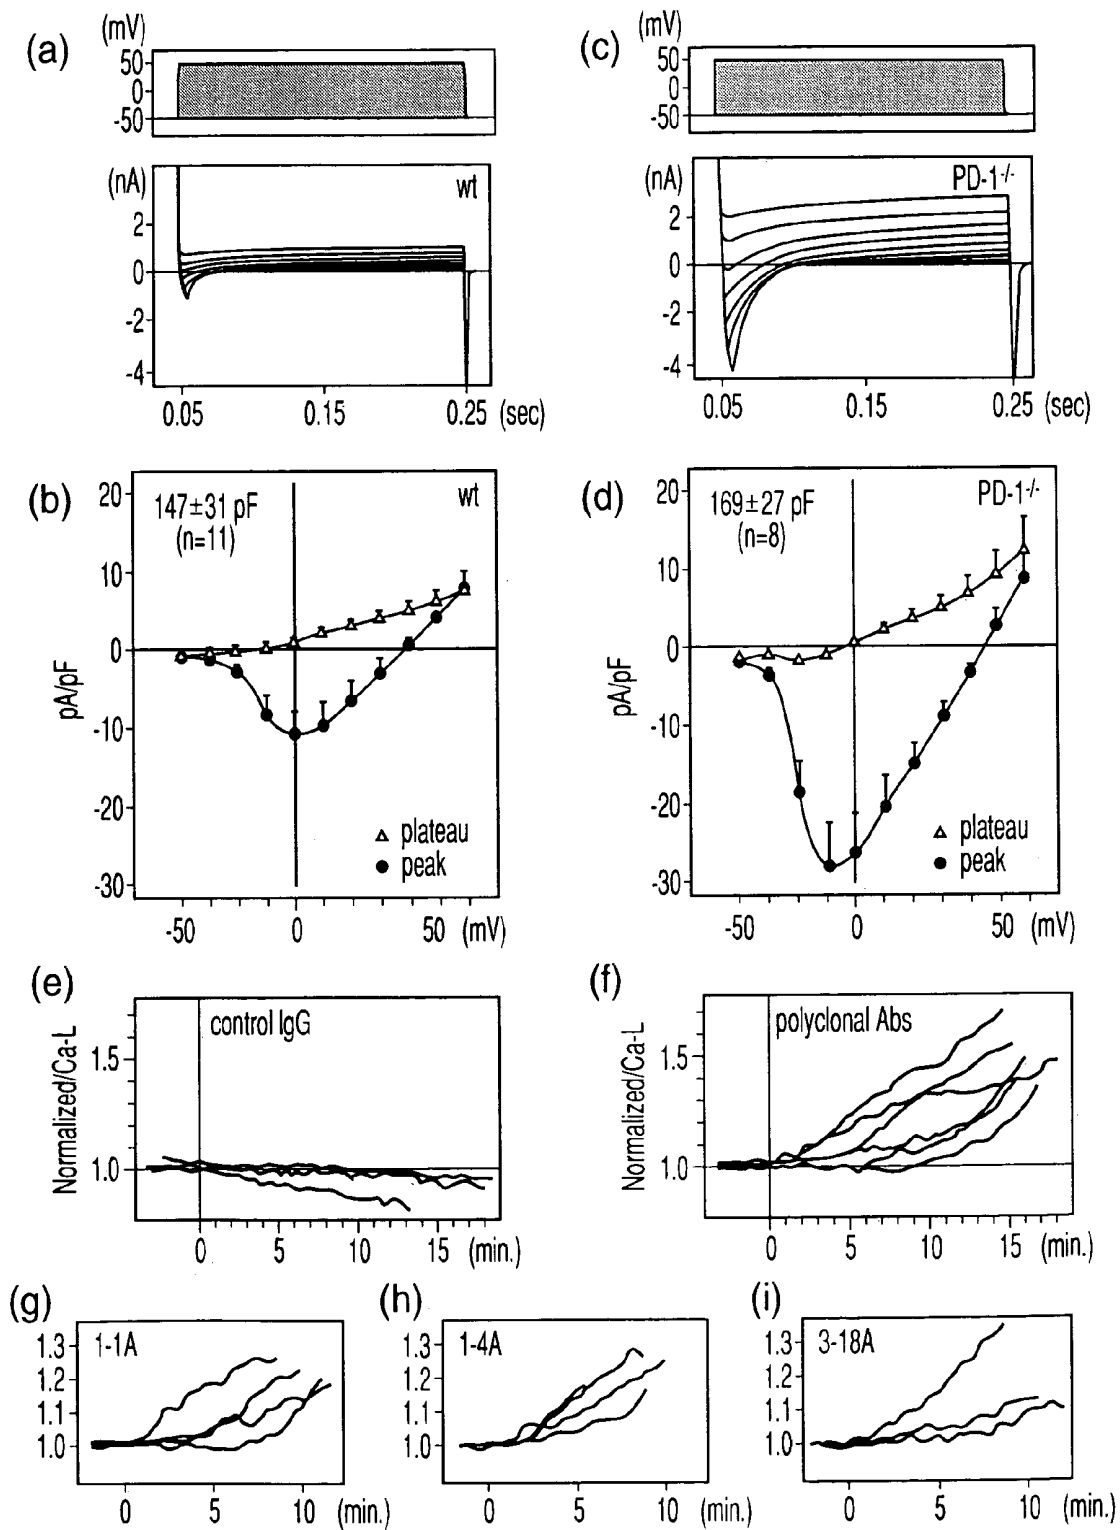 (a)
(mV)
50
0
-50
(nA)
wt
2
0
-2
-4
0.05 0.15 0.25 (sec)
(c)
(mV)
50
0
-50
(nA)
PD-1-/-
2
0
-2
-4
0.05 0.15 0.25 (sec)
(b)
147±31 pF
(n=11)
wt
20
10
0
-10
-20
-30
pA/pF
plateau
peak
-50 0 50 (mV)
(d)
169±27 pF
(n=8)
PD-1-/-
20
10
0
-10
-20
-30
pA/pF
plateau
peak
-50 0 50 (mV)
(e)
control IgG
Normalized/Ca-L
1.5
1.0
0 5 10 15 (min.)
(f)
polyclonal Abs
Normalized/Ca-L
1.5
1.0
0 5 10 15 (min.)
(g)
1-1A
1.3
1.2
1.1
1.0
0 5 10 (min.)
(h)
1-4A
1.3
1.2
1.1
1.0
0 5 10 (min.)
(i)
3-18A
1.3
1.2
1.1
1.0
0 5 10 (min.)